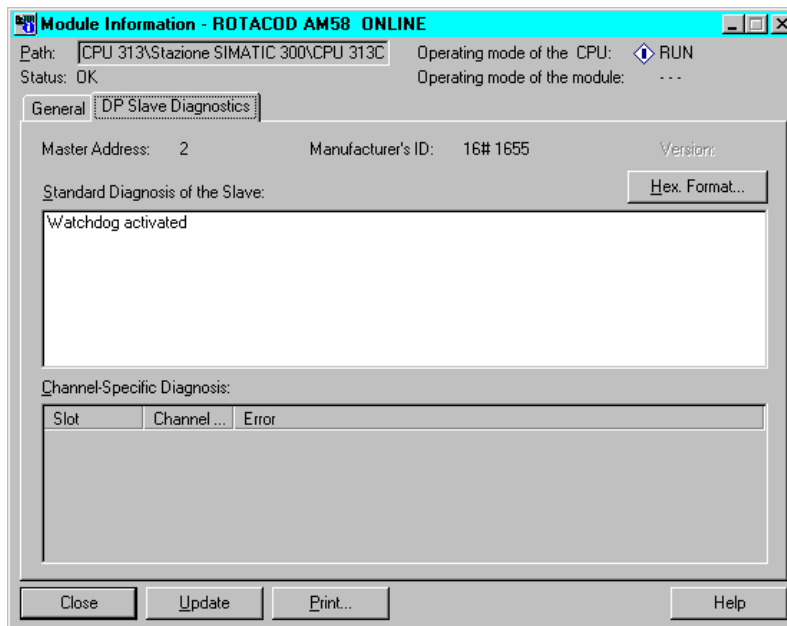 Module Information - ROTACOD AM58 ONLINE
Path: CPU 313\Stazione SIMATIC 300\CPU 313C Operating mode of the CPU: RUN
Status: OK Operating mode of the module: - - -
General DP Slave Diagnostics
Master Address: 2 Manufacturer's ID: 16# 1655 Version:
Standard Diagnosis of the Slave: Hex. Format...
Watchdog activated
Channel-Specific Diagnosis:
Slot Channel ... Error
Close Update Print... Help